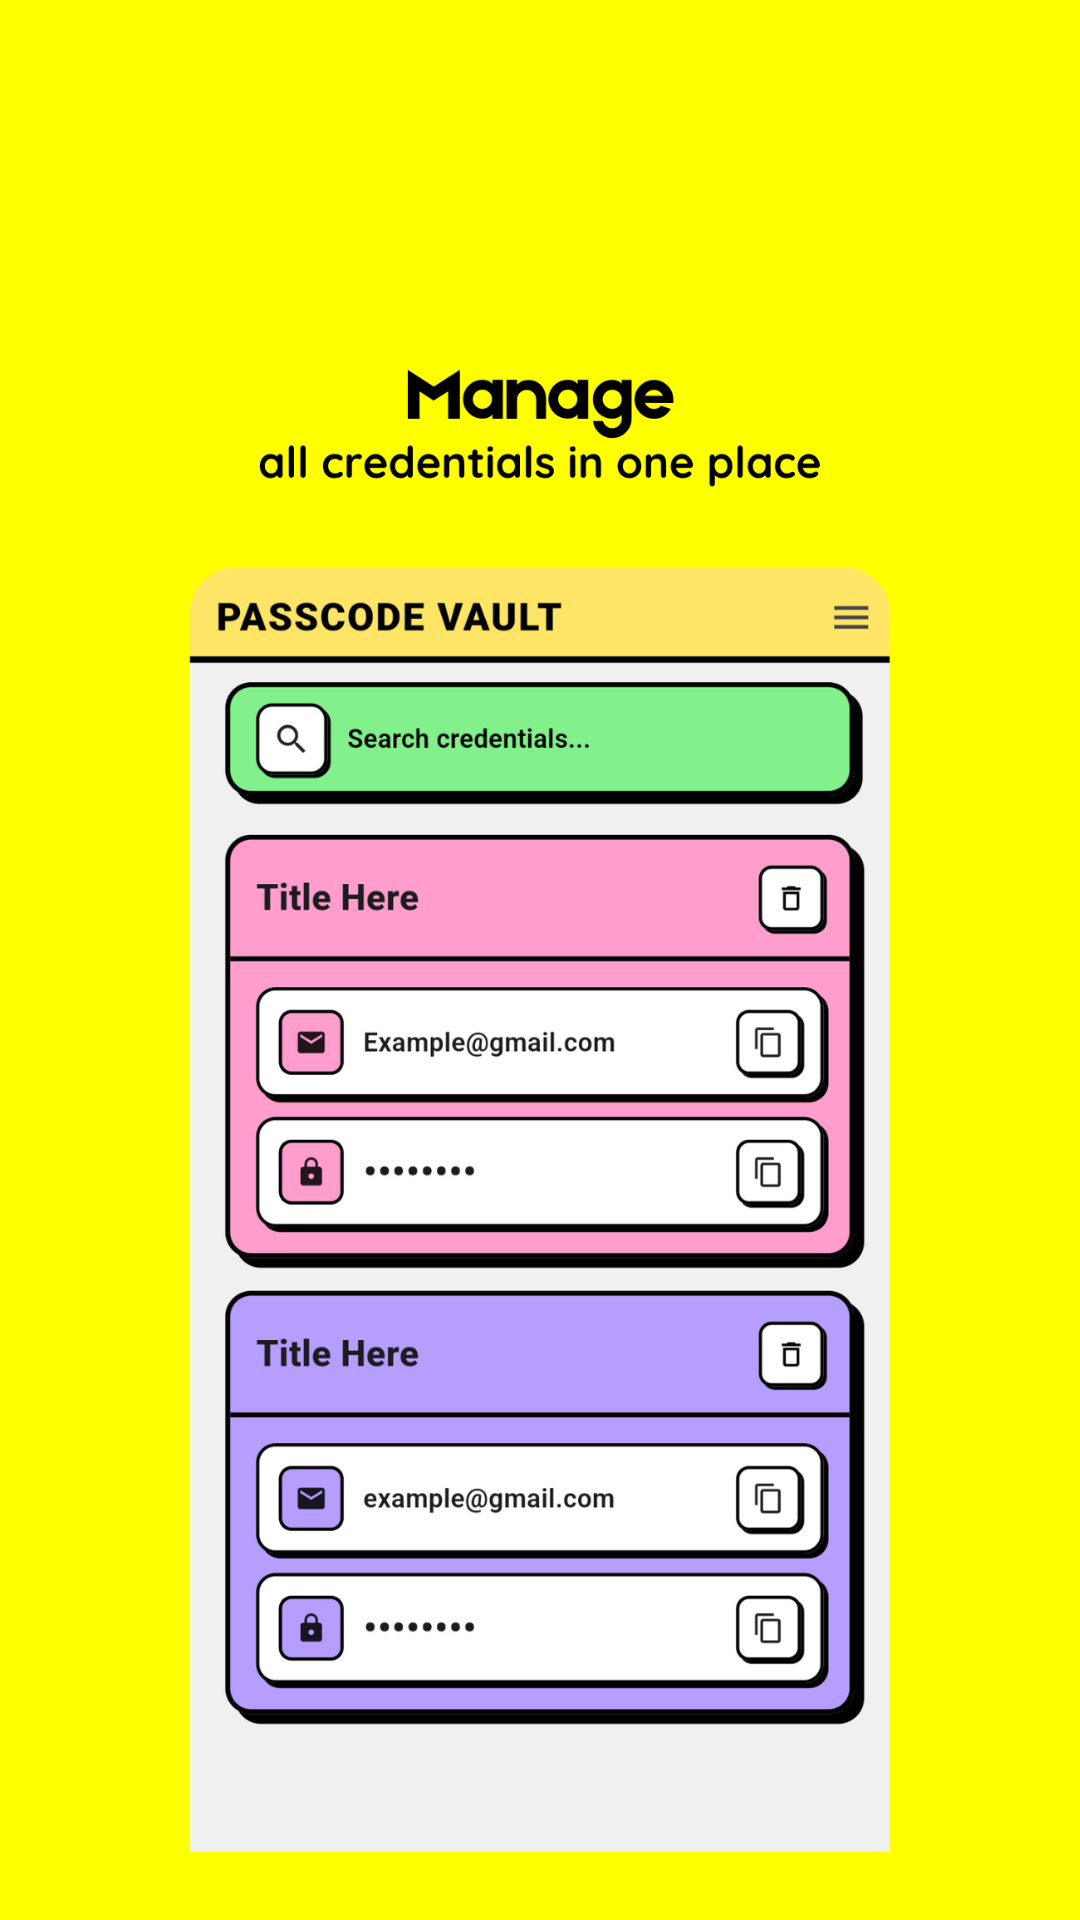 Manage
all credentials in one place
PASSCODE VAULT
Search credentials...
Title Here
Example@gmail.com
••••••••
Title Here
example@gmail.com
••••••••